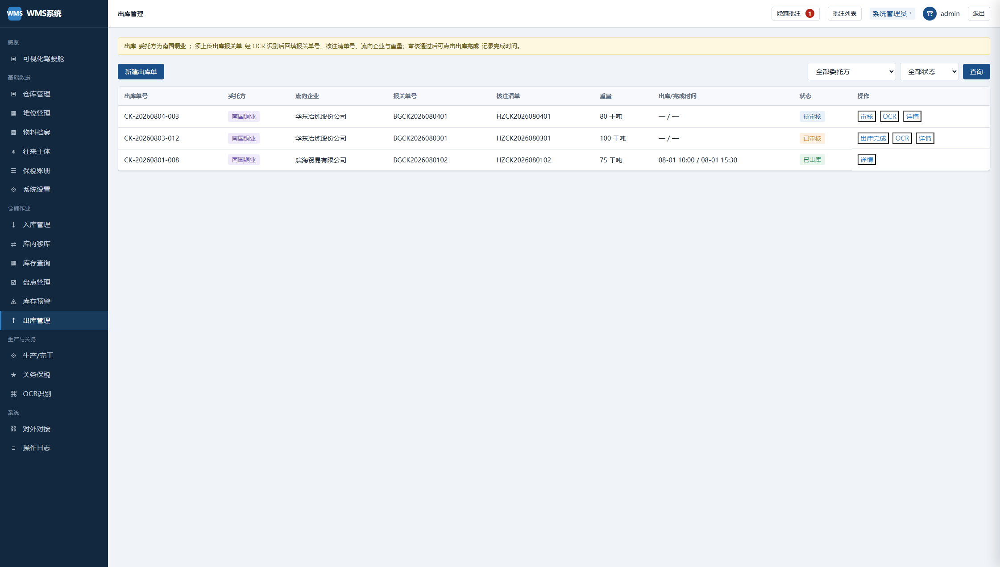 WMS WMS系统
概览
可视化驾驶舱
基础数据
仓库管理
堆位管理
物料档案
往来主体
保税账册
系统设置
仓储作业
入库管理
库内移库
库存查询
盘点管理
库存预警
出库管理
生产与关务
生产/完工
关务保税
OCR识别
系统
对外对接
操作日志
出库管理 隐藏批注 1 批注列表 系统管理员 管 admin 退出
出库 委托方为南国铜业 ；须上传出库报关单 经 OCR 识别后回填报关单号、核注清单号、流向企业与重量；审核通过后可点击出库完成 记录完成时间。
新建出库单 全部委托方 全部状态 查询
出库单号 委托方 流向企业 报关单号 核注清单 重量 出库/完成时间 状态 操作
CK-20260804-003 南国铜业 华东冶炼股份公司 BGCK2026080401 HZCK2026080401 80 干吨 — / — 待审核 审核 OCR 详情
CK-20260803-012 南国铜业 华东冶炼股份公司 BGCK2026080301 HZCK2026080301 100 干吨 — / — 已审核 出库完成 OCR 详情
CK-20260801-008 南国铜业 滨海贸易有限公司 BGCK2026080102 HZCK2026080102 75 干吨 08-01 10:00 / 08-01 15:30 已出库 详情